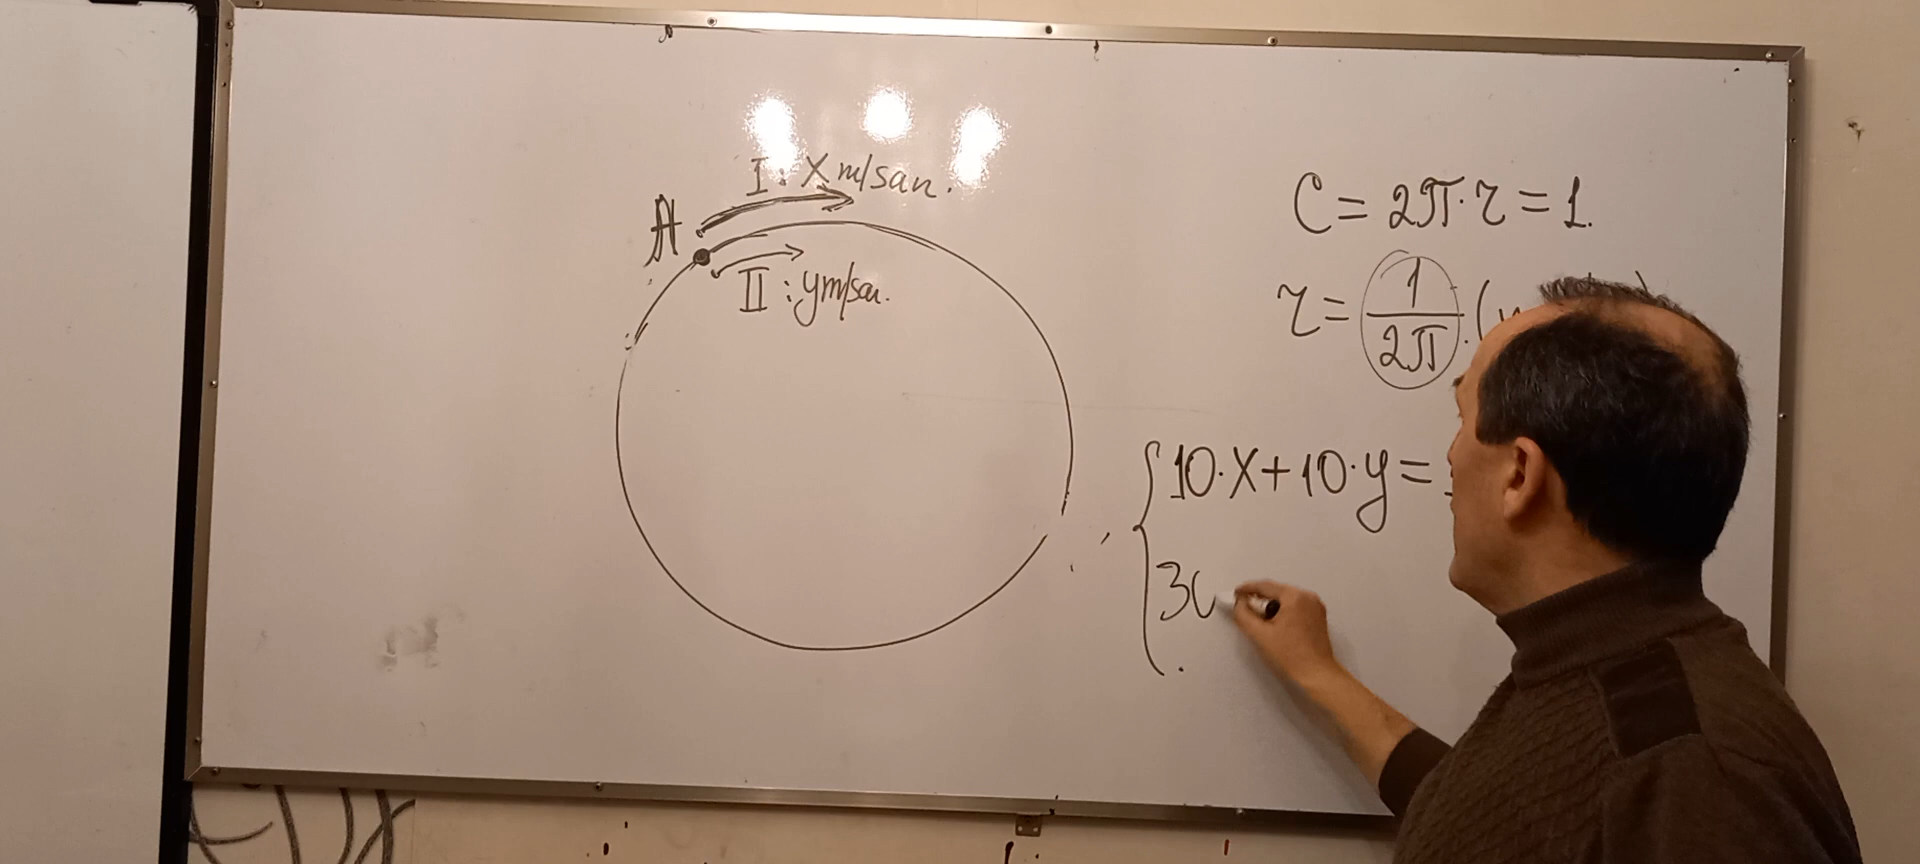 I: X m/san.
A
II: y m/san.
C = 2π·r = 1.
r = 1/2π · (
10·X + 10·y =
30